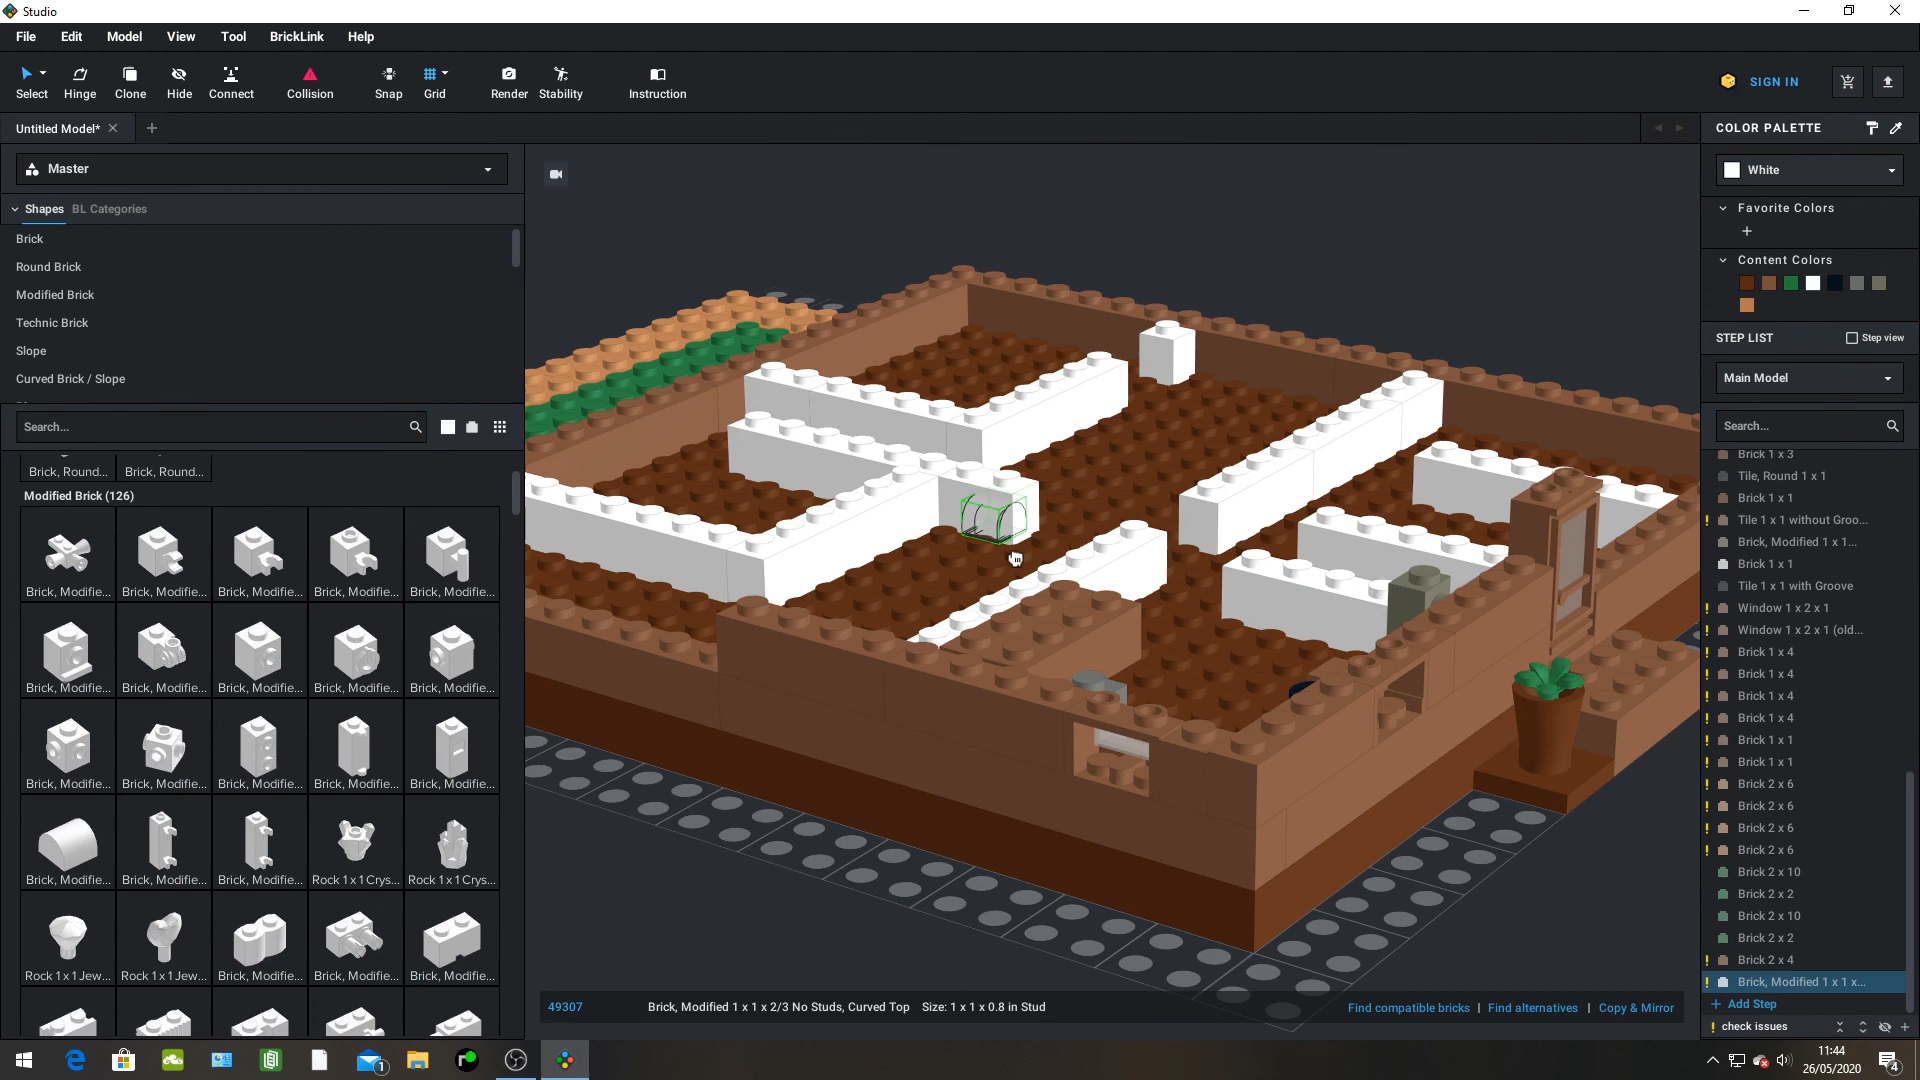 Studio
File Edit Model View Tool BrickLink Help
Select Hinge Clone Hide Connect Collision Snap Grid Render Stability Instruction
SIGN IN
Untitled Model*
COLOR PALETTE
Master
White
Shapes BL Categories
Favorite Colors
Brick
Round Brick
Modified Brick
Technic Brick
Slope
Curved Brick / Slope
Content Colors
STEP LIST Step view
Main Model
Search...
Search...
Brick, Round... Brick, Round...
Modified Brick (126)
Brick, Modifie... Brick, Modifie... Brick, Modifie... Brick, Modifie... Brick, Modifie...
Brick, Modifie... Brick, Modifie... Brick, Modifie... Brick, Modifie... Brick, Modifie...
Brick, Modifie... Brick, Modifie... Brick, Modifie... Brick, Modifie... Brick, Modifie...
Brick, Modifie... Brick, Modifie... Brick, Modifie... Rock 1 x 1 Crys... Rock 1 x 1 Crys...
Rock 1 x 1 Jew... Rock 1 x 1 Jew... Brick, Modifie... Brick, Modifie... Brick, Modifie...
Brick 1 x 3
Tile, Round 1 x 1
Brick 1 x 1
! Tile 1 x 1 without Groo...
Brick, Modified 1 x 1...
Brick 1 x 1
Tile 1 x 1 with Groove
! Window 1 x 2 x 1
! Window 1 x 2 x 1 (old...
! Brick 1 x 4
! Brick 1 x 4
! Brick 1 x 4
! Brick 1 x 4
! Brick 1 x 1
! Brick 1 x 1
! Brick 2 x 6
! Brick 2 x 6
! Brick 2 x 6
! Brick 2 x 6
Brick 2 x 10
Brick 2 x 2
Brick 2 x 10
Brick 2 x 2
! Brick 2 x 4
! Brick, Modified 1 x 1 x...
+ Add Step
! check issues
49307 Brick, Modified 1 x 1 x 2/3 No Studs, Curved Top Size: 1 x 1 x 0.8 in Stud Find compatible bricks | Find alternatives | Copy & Mirror
1
11:44
26/05/2020
4